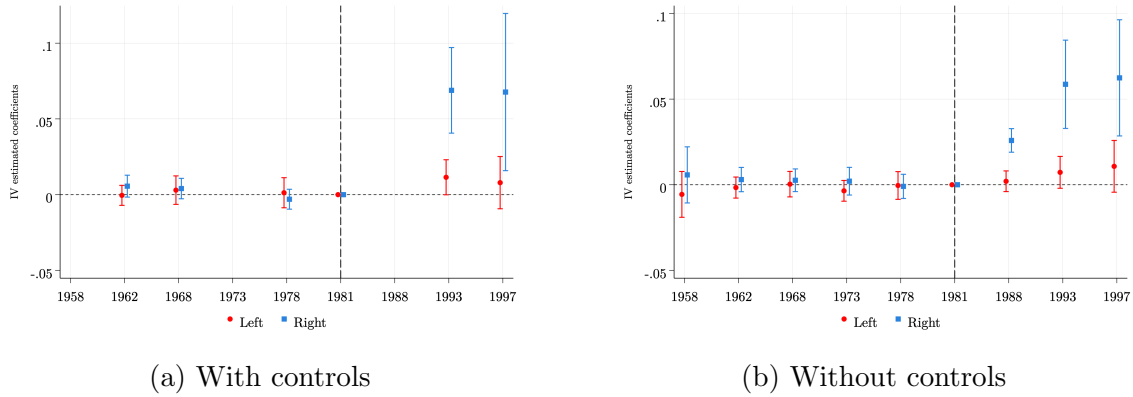 IV estimated coefficients
.1
.05
0
-.05
1958 1962 1968 1973 1978 1981 1988 1993 1997
Left Right
(a) With controls
IV estimated coefficients
.1
.05
0
-.05
1958 1962 1968 1973 1978 1981 1988 1993 1997
Left Right
(b) Without controls